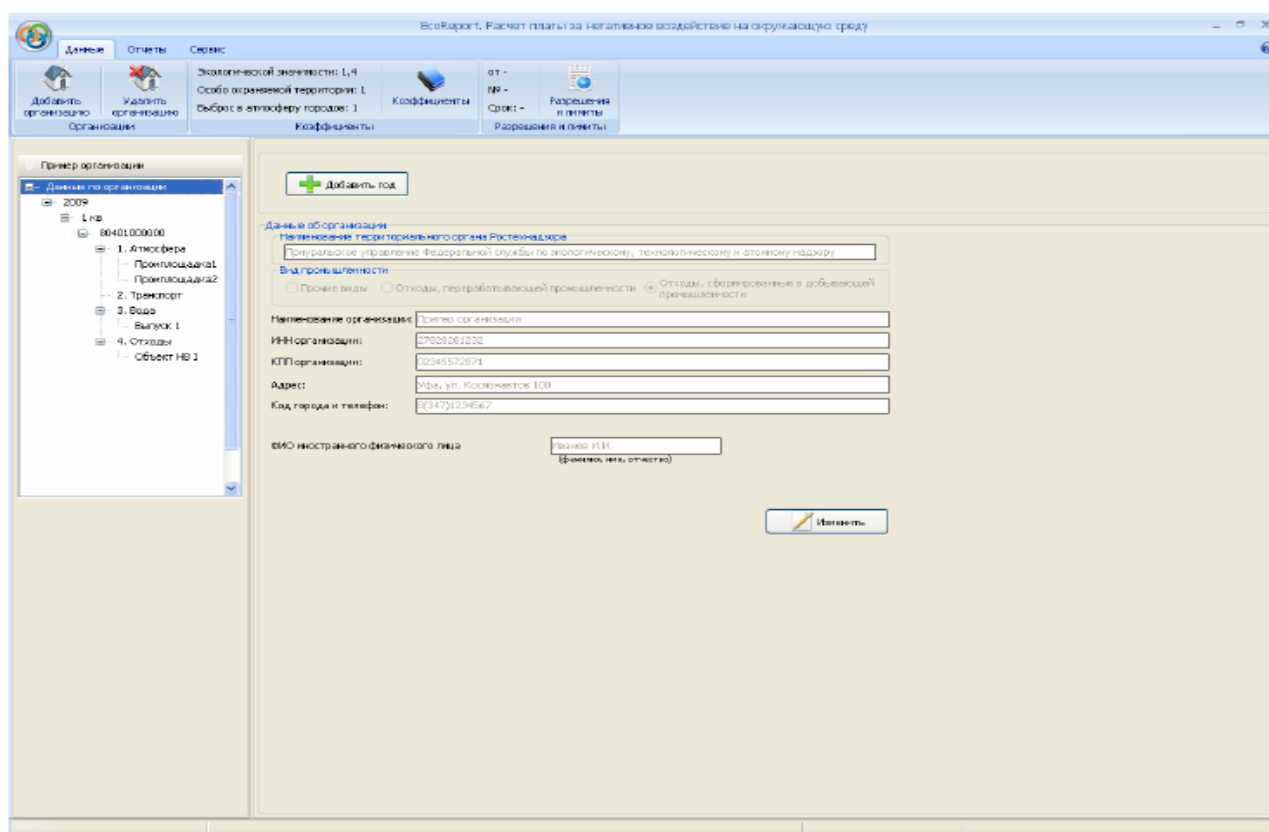 EcoReport. Расчет платы за негативное воздействие на окружающую среду
Данные Отчеты Сервис
Добавить организацию
Удалить организацию
Организации
Экологической значимости: 1,4
Особо охраняемой территории: 1
Выброс в атмосферу городов: 1
Коэффициенты
Коэффициенты
от -
№ -
Срок: -
Разрешения и лимиты
Разрешения и лимиты
Пример организации
Данные по организации
2009
1 кв
80401000000
1. Атмосфера
Промплощадка1
Промплощадка2
2. Транспорт
3. Вода
Выпуск 1
4. Отходы
Объект НВ 1
Добавить год
Данные об организации
Наименование территориального органа Ростехнадзора
Приуральское управление Федеральной службы по экологическому, технологическому и атомному надзору
Вид промышленности
Прочие виды Отходы, перерабатывающей промышленности Отходы, сформированные в добывающей
промышленности
Наименование организации: Пример организации
ИНН организации:
КПП организации: 02345572871
Адрес: Уфа, ул. Космонавтов 100
Код города и телефон: 8(347)1234567
ФИО иностранного физического лица Иванов И.И.
(фамилия, имя, отчество)
Изменить